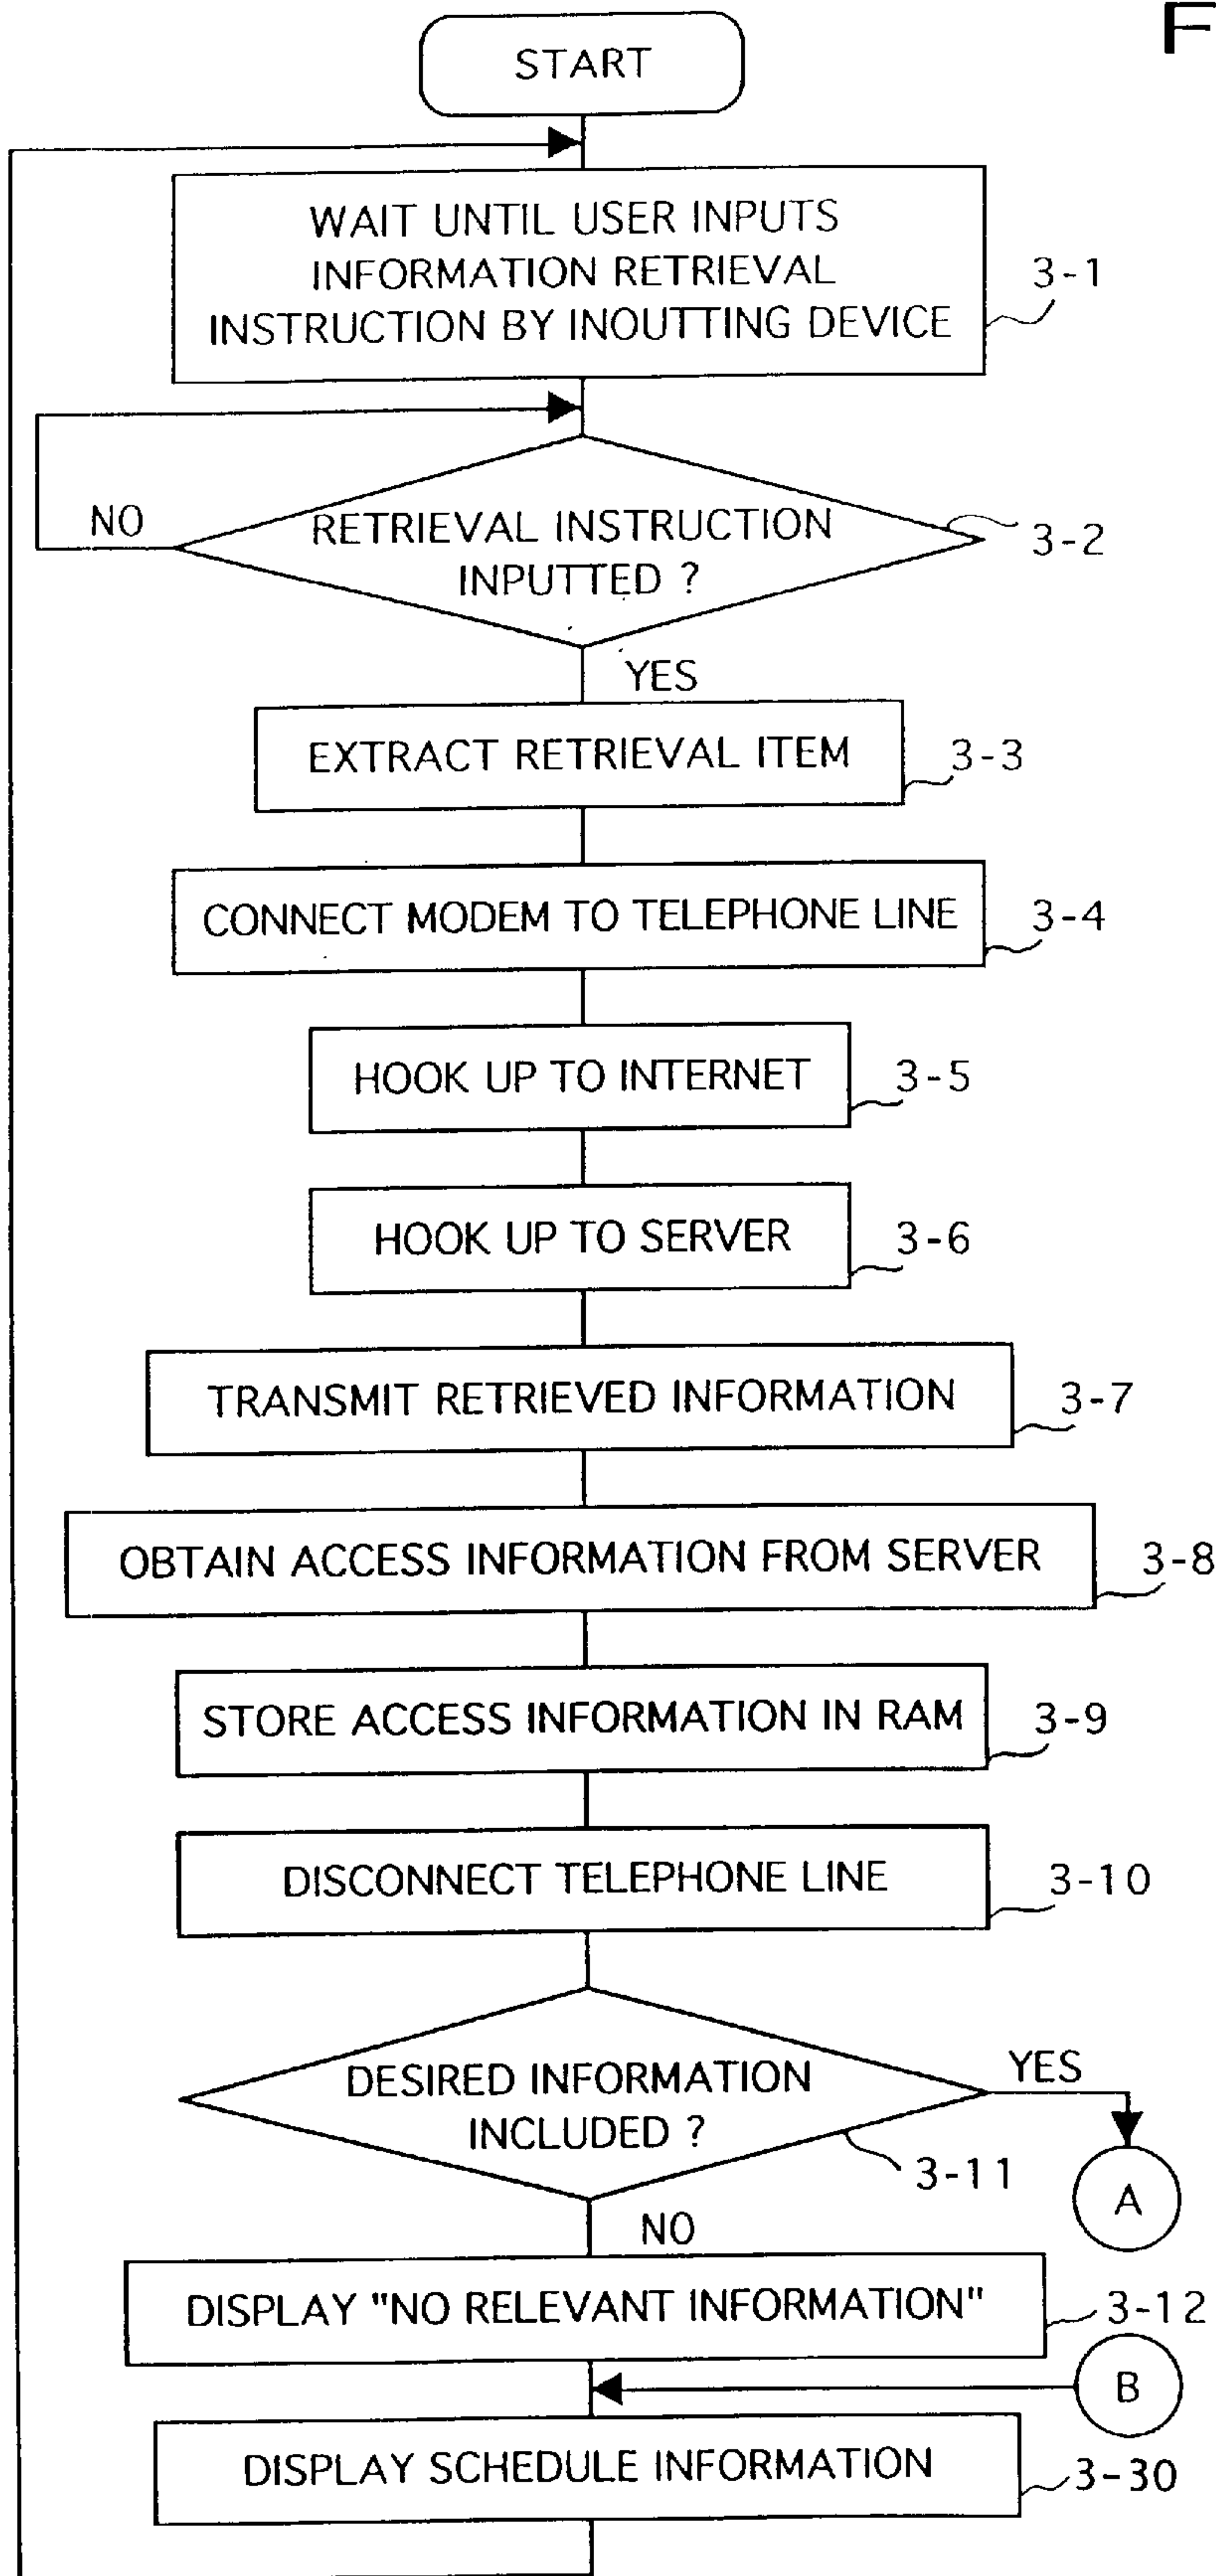 F
START
WAIT UNTIL USER INPUTS
INFORMATION RETRIEVAL
INSTRUCTION BY INOUTTING DEVICE
3-1
NO
RETRIEVAL INSTRUCTION
INPUTTED ?
3-2
YES
EXTRACT RETRIEVAL ITEM
3-3
CONNECT MODEM TO TELEPHONE LINE
3-4
HOOK UP TO INTERNET
3-5
HOOK UP TO SERVER
3-6
TRANSMIT RETRIEVED INFORMATION
3-7
OBTAIN ACCESS INFORMATION FROM SERVER
3-8
STORE ACCESS INFORMATION IN RAM
3-9
DISCONNECT TELEPHONE LINE
3-10
DESIRED INFORMATION
INCLUDED ?
YES
3-11
A
NO
DISPLAY "NO RELEVANT INFORMATION"
3-12
B
DISPLAY SCHEDULE INFORMATION
3-30